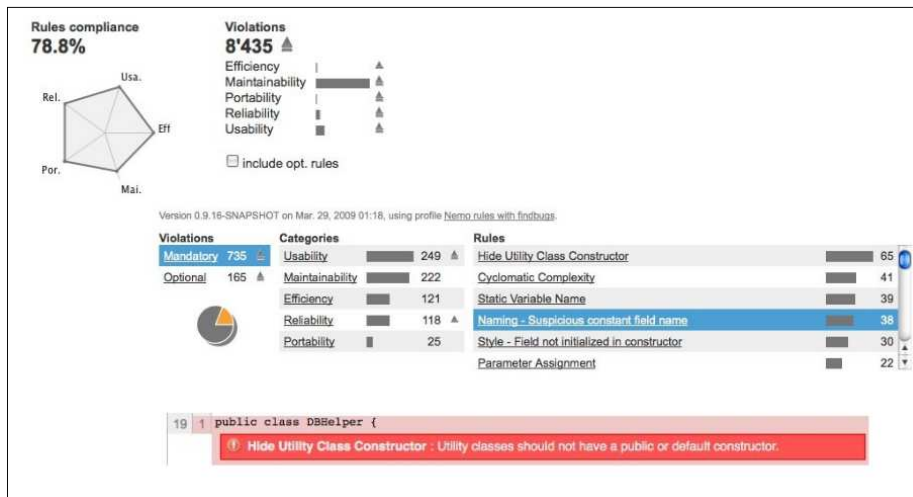 Rules compliance
78.8%
Usa.
Rel.
Eff
Por.
Mai.
Violations
8'435
Efficiency
Maintainability
Portability
Reliability
Usability
include opt. rules
Version 0.9.16-SNAPSHOT on Mar. 29, 2009 01:18, using profile Nemo rules with findbugs.
Violations
Mandatory 735
Optional 165
Categories
Usability 249
Maintainability 222
Efficiency 121
Reliability 118
Portability 25
Rules
Hide Utility Class Constructor 65
Cyclomatic Complexity 41
Static Variable Name 39
Naming - Suspicious constant field name 38
Style - Field not initialized in constructor 30
Parameter Assignment 22
19 1 public class DBHelper {
Hide Utility Class Constructor : Utility classes should not have a public or default constructor.